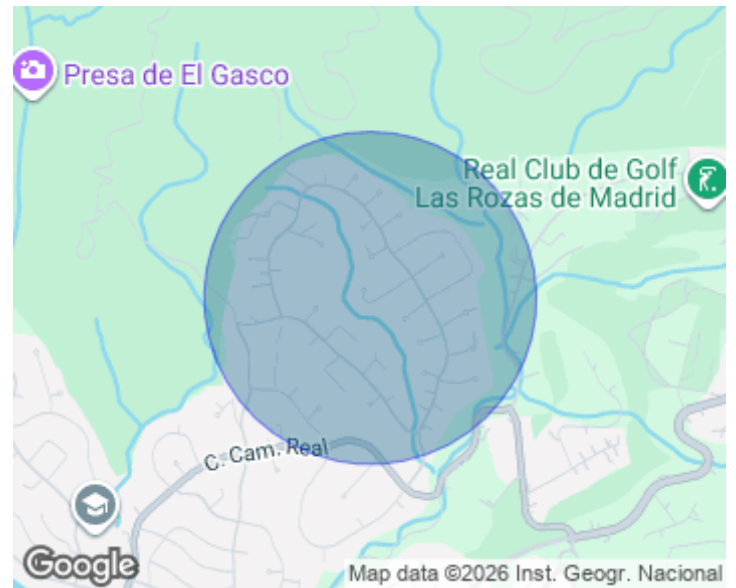 Presa de El Gasco
Real Club de Golf
Las Rozas de Madrid
C. Cam. Real
Google
Map data ©2026 Inst. Geogr. Nacional